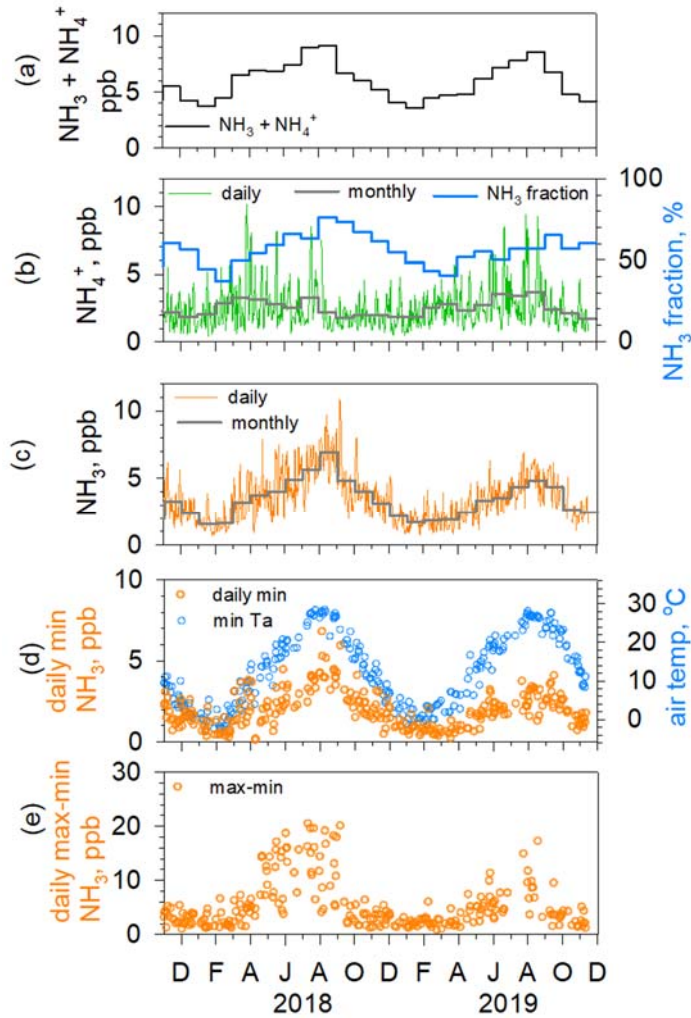 (a)
NH₃ + NH₄⁺
ppb
10
5
0
NH₃ + NH₄⁺
(b)
NH₄⁺, ppb
10
5
0
daily
monthly
NH₃ fraction
100
50
0
NH₃ fraction, %
(c)
NH₃, ppb
10
5
0
daily
monthly
(d)
daily min
NH₃, ppb
10
5
0
daily min
min Ta
30
20
10
0
air temp, °C
(e)
daily max-min
NH₃, ppb
30
20
10
0
max-min
D F A J A O D F A J A O D
2018 2019